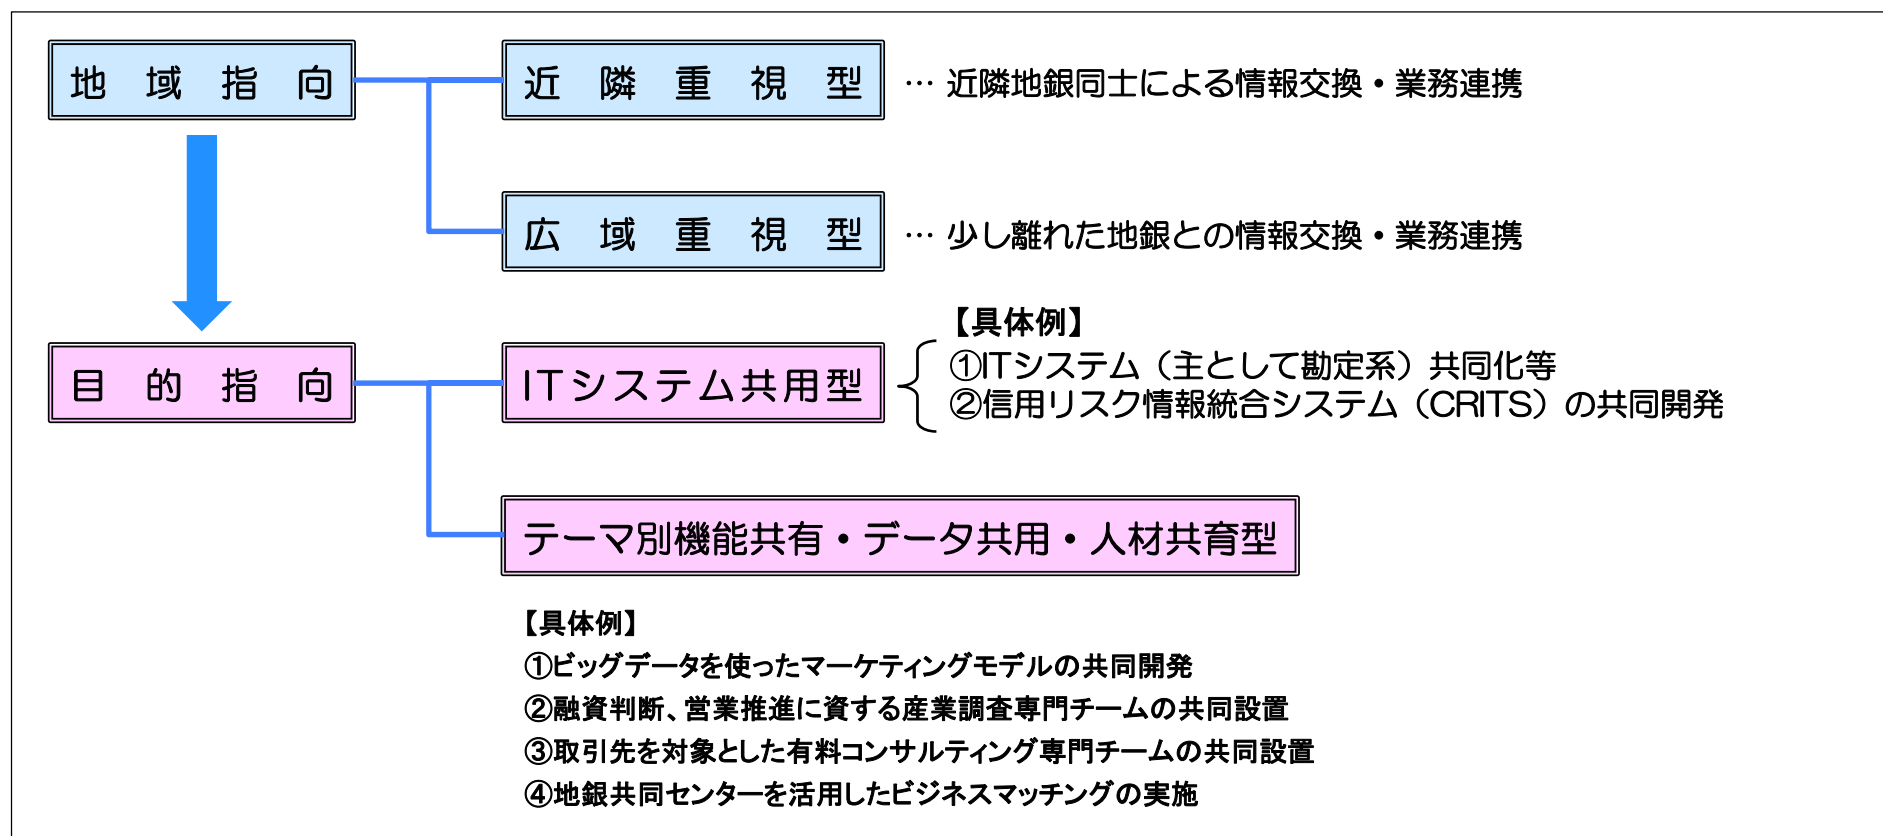 地域指向
近隣重視型
… 近隣地銀同士による情報交換・業務連携
広域重視型
… 少し離れた地銀との情報交換・業務連携
目的指向
ITシステム共用型
【具体例】
①ITシステム（主として勘定系）共同化等
②信用リスク情報統合システム（CRITS）の共同開発
テーマ別機能共有・データ共用・人材共育型
【具体例】
①ビッグデータを使ったマーケティングモデルの共同開発
②融資判断、営業推進に資する産業調査専門チームの共同設置
③取引先を対象とした有料コンサルティング専門チームの共同設置
④地銀共同センターを活用したビジネスマッチングの実施